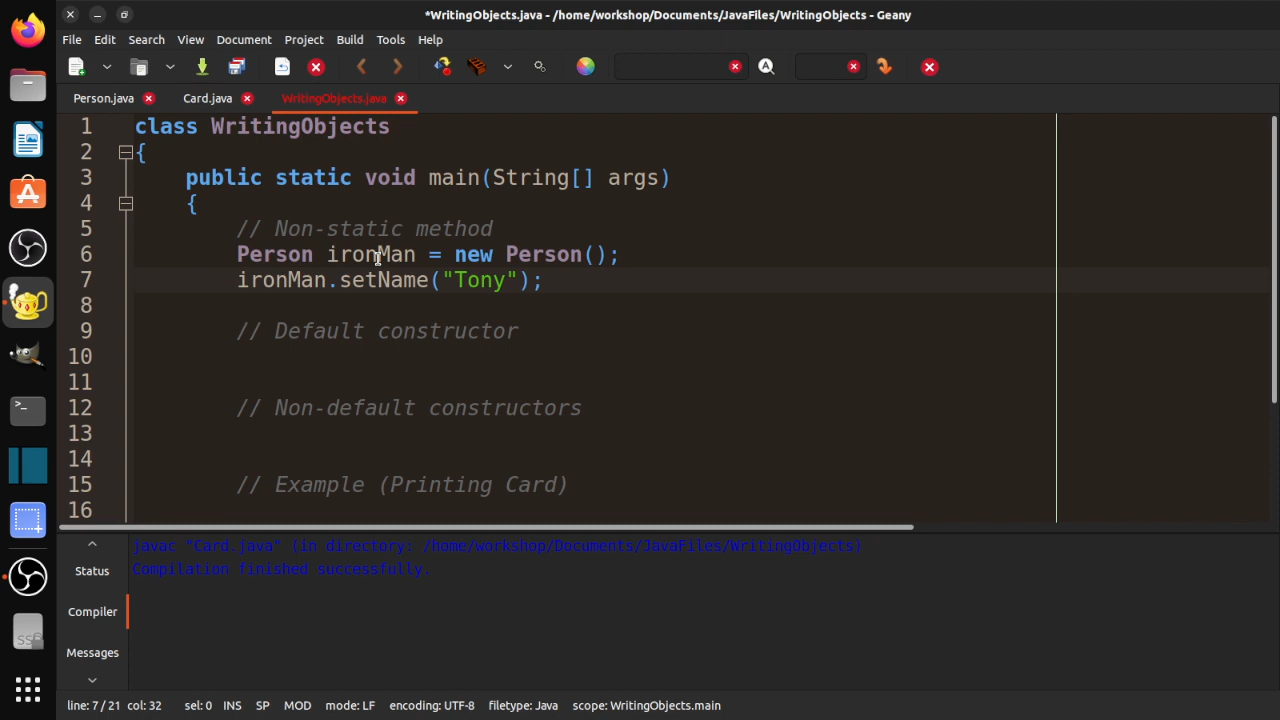 *WritingObjects.java - /home/workshop/Documents/JavaFiles/WritingObjects - Geany
File Edit Search View Document Project Build Tools Help
Person.java Card.java WritingObjects.java
1 class WritingObjects
2 {
3 public static void main(String[] args)
4 {
5 // Non-static method
6 Person ironMan = new Person();
7 ironMan.setName("Tony");
8
9 // Default constructor
10
11
12 // Non-default constructors
13
14
15 // Example (Printing Card)
16
javac "Card.java" (in directory: /home/workshop/Documents/JavaFiles/WritingObjects)
Compilation finished successfully.
Status
Compiler
Messages
line: 7 / 21 col: 32 sel: 0 INS SP MOD mode: LF encoding: UTF-8 filetype: Java scope: WritingObjects.main